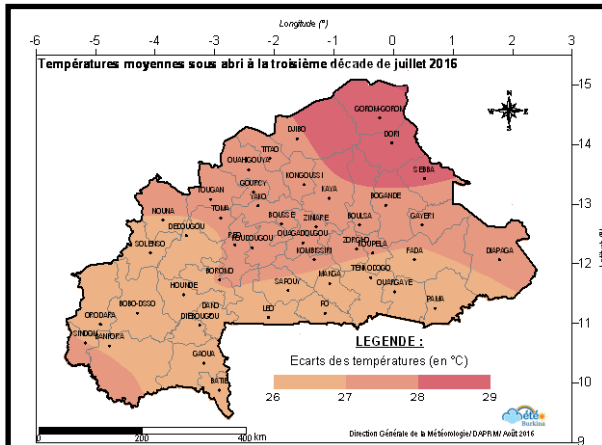 Longitude (°)
-6 -5 -4 -3 -2 -1 0 1 2
Températures moyennes sous abri à la troisième décade de juillet 2016
15
N
W E
S
GOROM-GOROM
DJIBO
DORI
14
TITAO
OUAHIGOUYA
KONGOUSSI
SEBBA
GOURCY
TOUGAN
YAKO
KAYA
BOGANDE
13
NOUNA
TOMA
BOUSSE
ZINIARE
BOULSA
GAYERI
DEDOUGOU
OUAGADOUGOU
SOLENZO
REO
KOUDOUGOU
ZORGHO
KOUPELA
KOMBISSIRI
FADA
DIAPAGA
12
BOROMO
TENKODOGO
MANGA
HOUNDE
SAPOUY
OUARGAYE
BOBO-DSSO
DANO
PAMA
ORODARA
DIEBOUGOU
LEO
PO
11
SINDOU
BANFORA
LEGENDE :
GAOUA
Ecarts des températures (en °C)
BATIE
10
26 27 28 29
0 200 400 km
Direction Générale de la Météorologie/ DAPRM/ Août 2016
été
Burkina
9